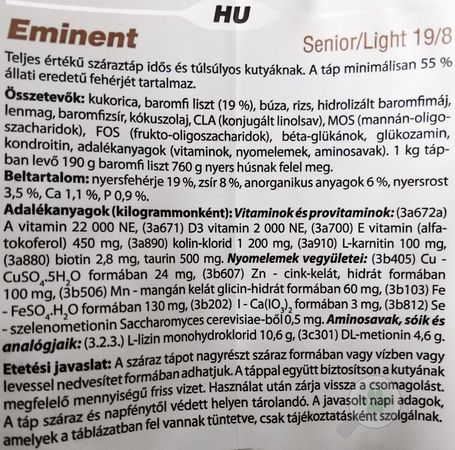 HU
Eminent
Senior/Light 19/8
Teljes értékű száraztáp idős és túlsúlyos kutyáknak. A táp minimálisan 55 %
állati eredetű fehérjét tartalmaz.
Összetevők: kukorica, baromfi liszt (19 %), búza, rizs, hidrolizált baromfimáj,
lenmag, baromfizsír, kókuszolaj, CLA (konjugált linolsav), MOS (mannán-oligo-
szacharidok), FOS (frukto-oligoszacharidok), béta-glükánok, glükozamin,
kondroitin, adalékanyagok (vitaminok, nyomelemek, aminosavak). 1 kg táp-
ban levő 190 g baromfi liszt 760 g nyers húsnak felel meg.
Beltartalom: nyersfehérje 19 %, zsír 8 %, anorganikus anyagok 6 %, nyersrost
3,5 %, Ca 1,1 %, P 0,9 %.
Adalékanyagok (kilogrammonként): Vitaminok és provitaminok: (3a672a)
A vitamin 22 000 NE, (3a671) D3 vitamin 2 000 NE, (3a700) E vitamin (alfa-
tokoferol) 450 mg, (3a890) kolin-klorid 1 200 mg, (3a910) L-karnitin 100 mg,
(3a880) biotin 2,8 mg, taurin 500 mg. Nyomelemek vegyületei: (3b405) Cu -
CuSO₄.5H₂O formában 24 mg, (3b607) Zn - cink-kelát, hidrát formában
100 mg, (3b506) Mn - mangán kelát glicin-hidrát formában 60 mg, (3b103) Fe
- FeSO₄.H₂O formában 130 mg, (3b202) I - Ca(IO₃)₂ formában 3 mg, (3b812) Se
- szelenometionin Saccharomyces cerevisiae-ből 0,5 mg. Aminosavak, sóik és
analógjaik: (3.2.3.) L-lizin monohydroklorid 10,6 g, (3c301) DL-metionin 4,6 g.
Etetési javaslat: A száraz tápot nagyrészt száraz formában vagy vízben vagy
levessel nedvesített formában adhatjuk. A táppal együtt biztosítson a kutyának
megfelelő mennyiségű friss vizet. Használat után zárja vissza a csomagolást.
A táp száraz és napfénytől védett helyen tárolandó. A javasolt napi adagok,
amelyek a táblázatban fel vannak tüntetve, csak tájékoztatásként szolgálnak.